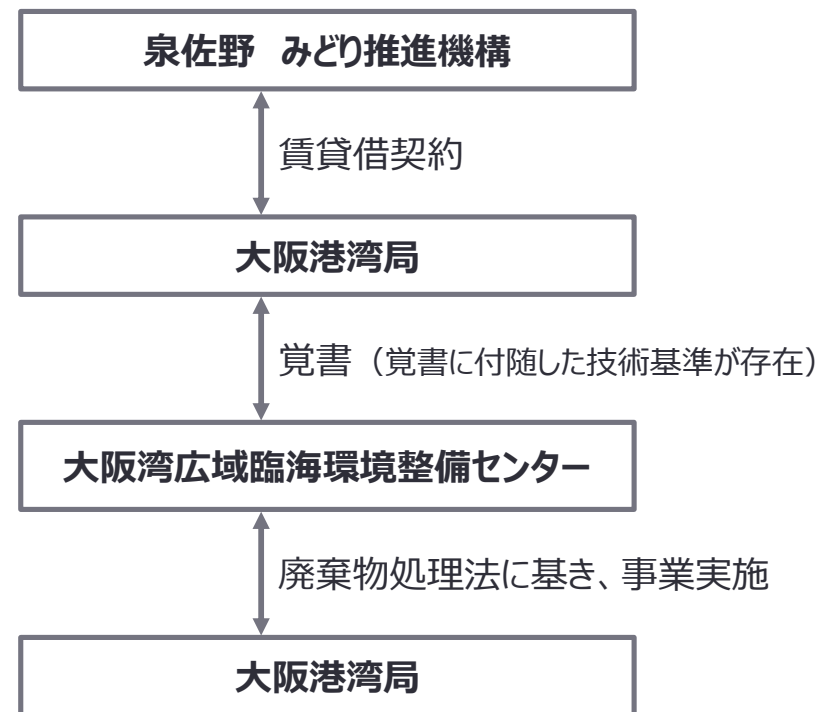 泉佐野　みどり推進機構
賃貸借契約
大阪港湾局
覚書（覚書に付随した技術基準が存在）
大阪湾広域臨海環境整備センター
廃棄物処理法に基き、事業実施
大阪港湾局